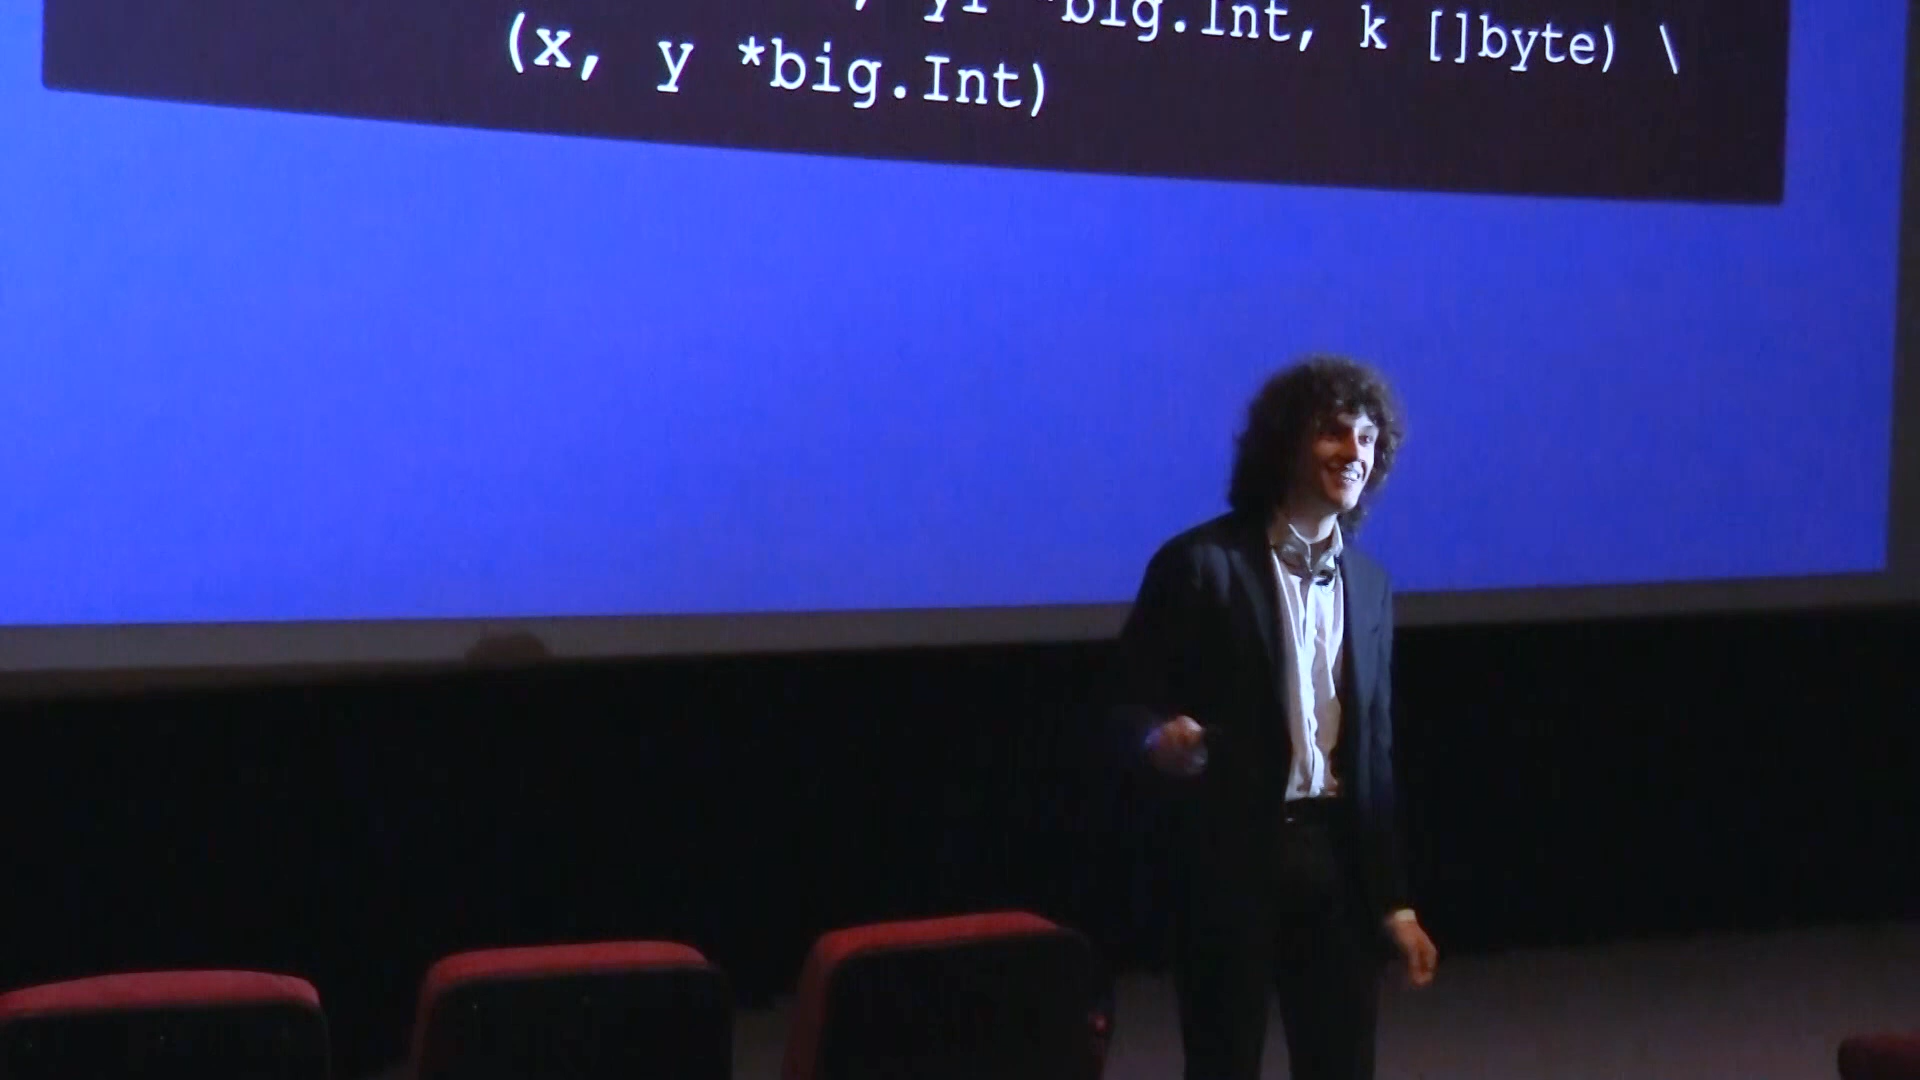 *big.Int, k []byte) \
(x, y *big.Int)